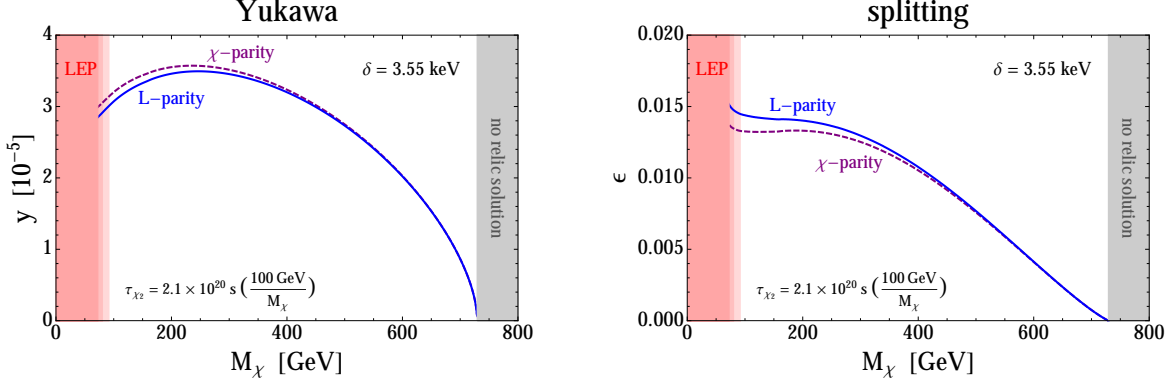 Yukawa
4
3
2
1
0
y [10⁻⁵]
LEP
χ−parity
L−parity
δ = 3.55 keV
no relic solution
τχ₂ = 2.1 × 10²⁰ s (100 GeV / Mχ)
0 200 400 600 800
Mχ [GeV]
splitting
0.020
0.015
0.010
0.005
0.000
ϵ
LEP
L−parity
χ−parity
δ = 3.55 keV
no relic solution
τχ₂ = 2.1 × 10²⁰ s (100 GeV / Mχ)
0 200 400 600 800
Mχ [GeV]